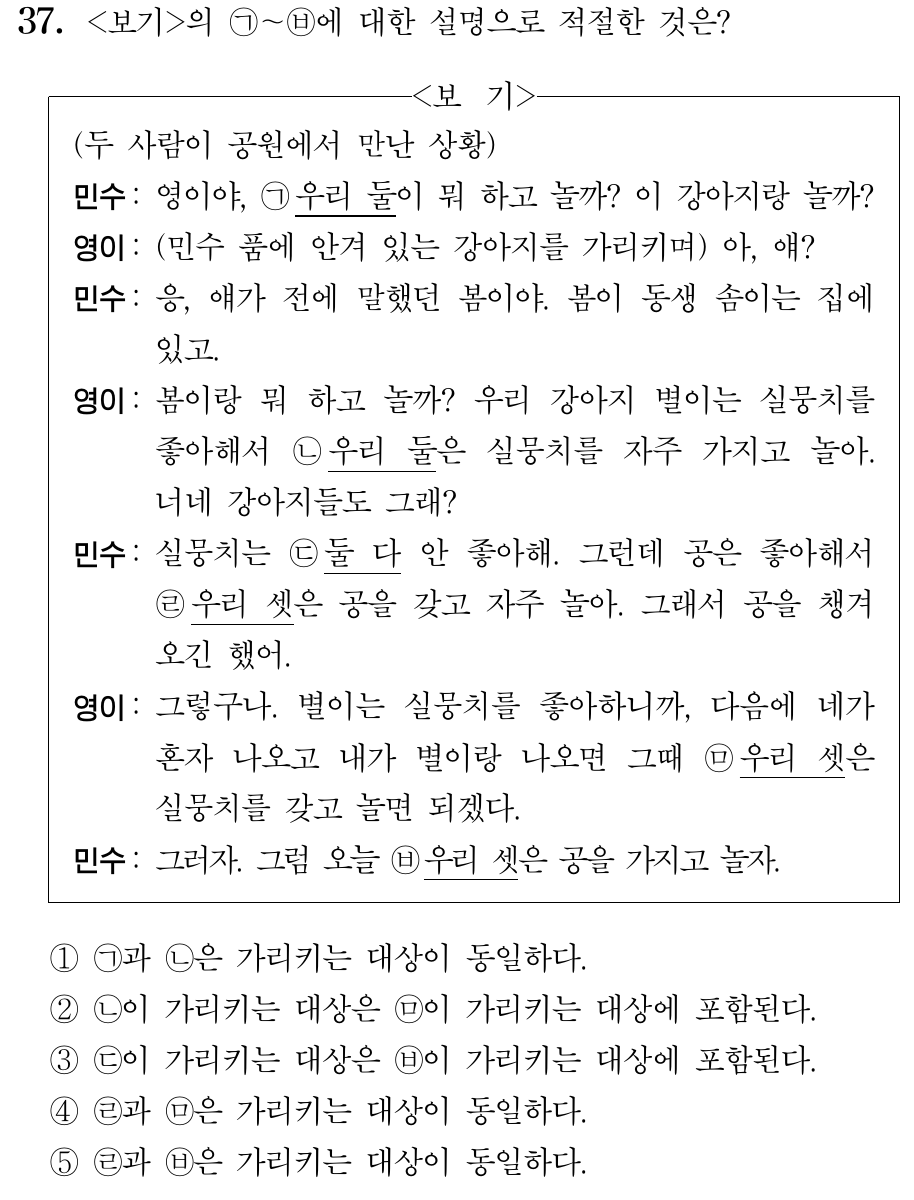 37. <보기>의 ㉠~㉥에 대한 설명으로 적절한 것은?
<보 기>
(두 사람이 공원에서 만난 상황)
민수: 영이야, ㉠우리 둘이 뭐 하고 놀까? 이 강아지랑 놀까?
영이: (민수 품에 안겨 있는 강아지를 가리키며) 아, 얘?
민수: 응, 얘가 전에 말했던 봄이야. 봄이 동생 솜이는 집에
있고.
영이: 봄이랑 뭐 하고 놀까? 우리 강아지 별이는 실뭉치를
좋아해서 ㉡우리 둘은 실뭉치를 자주 가지고 놀아.
너네 강아지들도 그래?
민수: 실뭉치는 ㉢둘 다 안 좋아해. 그런데 공은 좋아해서
㉣우리 셋은 공을 갖고 자주 놀아. 그래서 공을 챙겨
오긴 했어.
영이: 그렇구나. 별이는 실뭉치를 좋아하니까, 다음에 네가
혼자 나오고 내가 별이랑 나오면 그때 ㉤우리 셋은
실뭉치를 갖고 놀면 되겠다.
민수: 그러자. 그럼 오늘 ㉥우리 셋은 공을 가지고 놀자.
① ㉠과 ㉡은 가리키는 대상이 동일하다.
② ㉡이 가리키는 대상은 ㉤이 가리키는 대상에 포함된다.
③ ㉢이 가리키는 대상은 ㉥이 가리키는 대상에 포함된다.
④ ㉣과 ㉤은 가리키는 대상이 동일하다.
⑤ ㉣과 ㉥은 가리키는 대상이 동일하다.